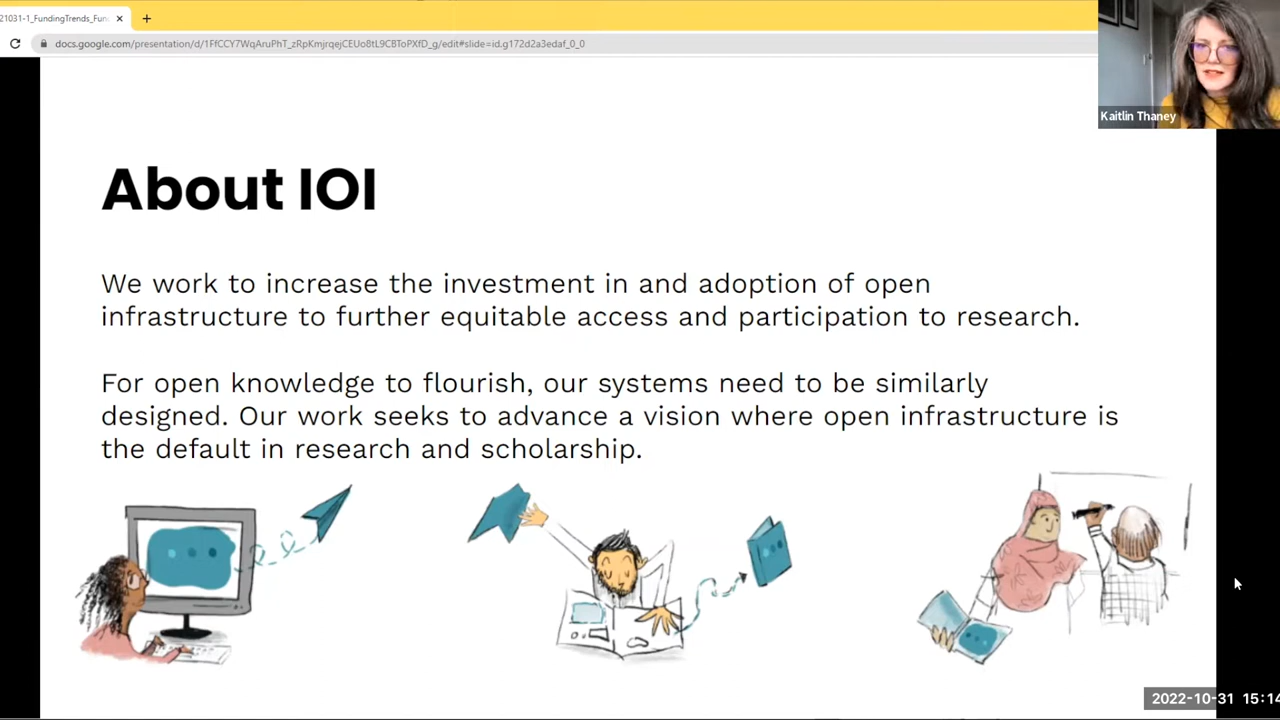 21031-1_FundingTrends_Fun
docs.google.com/presentation/d/1FfCCY7WqAruPhT_zRpKmjrqejCEUo8tL9CBToPXfD_g/edit#slide=id.g172d2a3edaf_0_0
Kaitlin Thaney
About IOI
We work to increase the investment in and adoption of open
infrastructure to further equitable access and participation to research.
For open knowledge to flourish, our systems need to be similarly
designed. Our work seeks to advance a vision where open infrastructure is
the default in research and scholarship.
2022-10-31 15:14